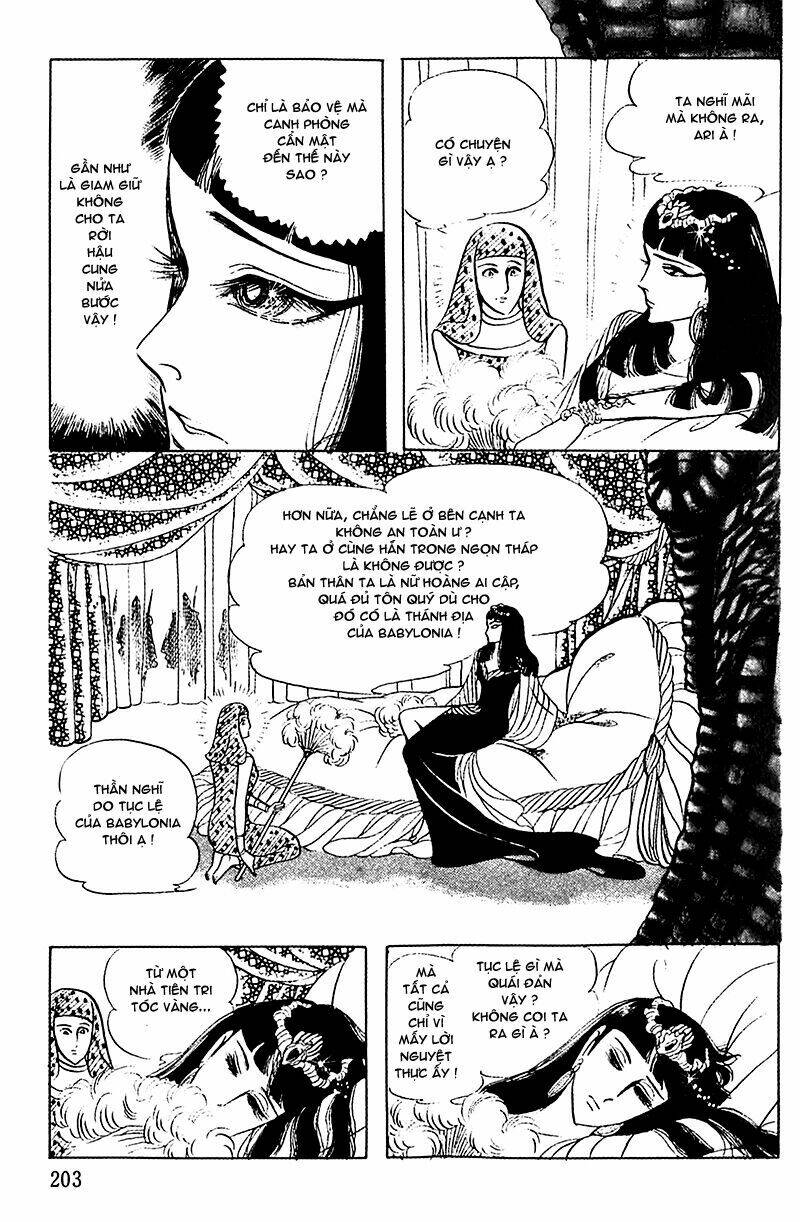 TA NGHĨ MÃI
MÀ KHÔNG RA,
ARI À !
CÓ CHUYỆN
GÌ VẬY Ạ ?
CHỈ LÀ BẢO VỆ MÀ
CANH PHÒNG
CẨN MẬT
ĐẾN THẾ NÀY
SAO ?
GẦN NHƯ
LÀ GIAM GIỮ
KHÔNG
CHO TA
RỜI
HẬU
CUNG
NỬA
BƯỚC
VẬY !
HƠN NỮA, CHẲNG LẼ Ở BÊN CẠNH TA
KHÔNG AN TOÀN Ư ?
HAY TA Ở CÙNG HẮN TRONG NGỌN THÁP
LÀ KHÔNG ĐƯỢC ?
BẢN THÂN TA LÀ NỮ HOÀNG AI CẬP,
QUÁ ĐỦ TÔN QUÝ DÙ CHO
ĐÓ CÓ LÀ THÁNH ĐỊA
CỦA BABYLONIA !
THẦN NGHĨ
DO TỤC LỆ
CỦA BABYLONIA
THÔI Ạ !
TỤC LỆ GÌ MÀ
QUÁI ĐẢN
VẬY ?
KHÔNG COI TA
RA GÌ À ?
MÀ
TẤT CẢ
CŨNG
CHỈ VÌ
MẤY LỜI
NGUYỆT
THỰC ẤY !
TỪ MỘT
NHÀ TIÊN TRI
TÓC VÀNG...
203